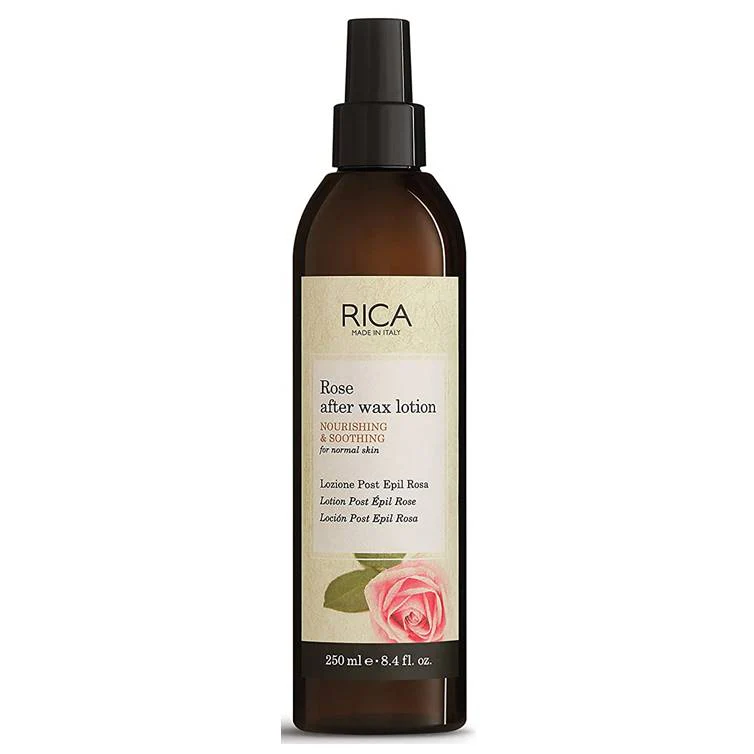 RICA
MADE IN ITALY
Rose
after wax lotion
NOURISHING
& SOOTHING
for normal skin
Lozione Post Epil Rosa
Lotion Post Épil Rose
Loción Post Epil Rosa
250 ml ℮ · 8.4 fl. oz.